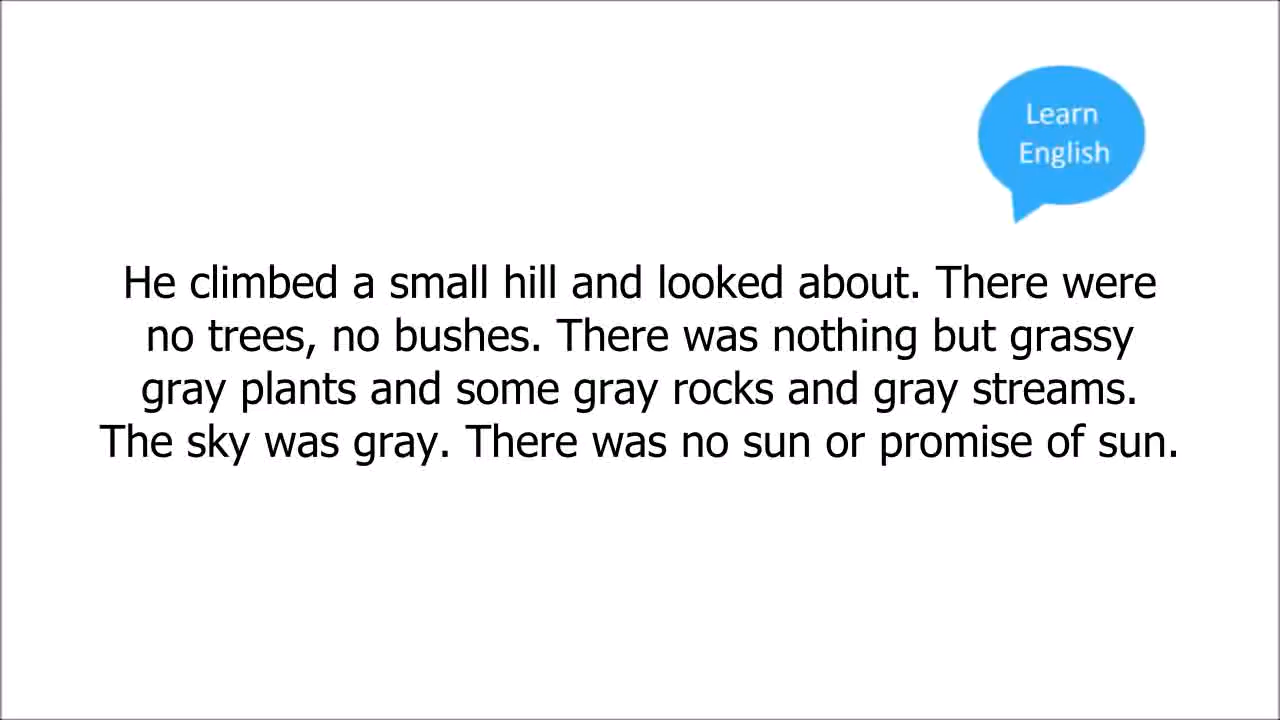 Learn
English
He climbed a small hill and looked about. There were
no trees, no bushes. There was nothing but grassy
gray plants and some gray rocks and gray streams.
The sky was gray. There was no sun or promise of sun.